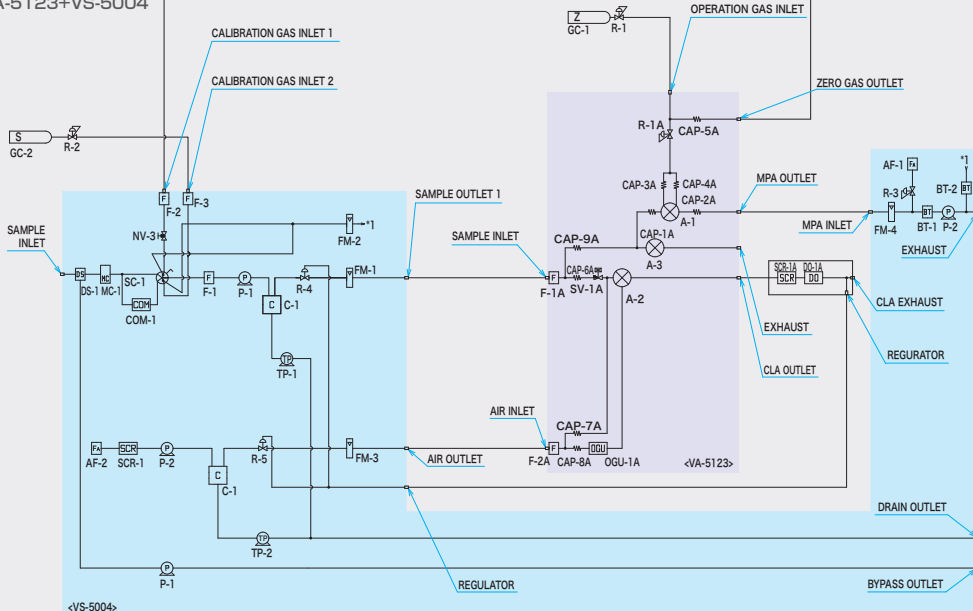 A-5123+VS-5004
CALIBRATION GAS INLET 1
CALIBRATION GAS INLET 2
Z
GC-1
R-1
OPERATION GAS INLET
ZERO GAS OUTLET
S
GC-2
R-2
R-1A
CAP-5A
CAP-3A
CAP-4A
CAP-2A
A-1
CAP-1A
A-3
MPA OUTLET
MPA INLET
AF-1
FA
*1
R-3
BT-2
BT
FM-4
BT
BT-1
P
P-2
EXHAUST
SAMPLE INLET
F
F-2
F
F-3
NV-3
FM-2
*1
SAMPLE OUTLET 1
SAMPLE INLET
CAP-9A
CAP-6A
SV-1A
F
F-1A
A-2
DS
DS-1
MC
MC-1
SC-1
COM
COM-1
F
F-1
P
P-1
C
C-1
R-4
FM-1
TP
TP-1
SCR-1A
DO-1A
SCR
DO
CLA EXHAUST
EXHAUST
REGURATOR
CLA OUTLET
AIR INLET
CAP-7A
F
F-2A
CAP-8A
OGU
OGU-1A
<VA-5123>
FA
AF-2
SCR
SCR-1
P
P-2
C
C-1
R-5
FM-3
AIR OUTLET
TP
TP-2
DRAIN OUTLET
P
P-1
REGULATOR
BYPASS OUTLET
<VS-5004>